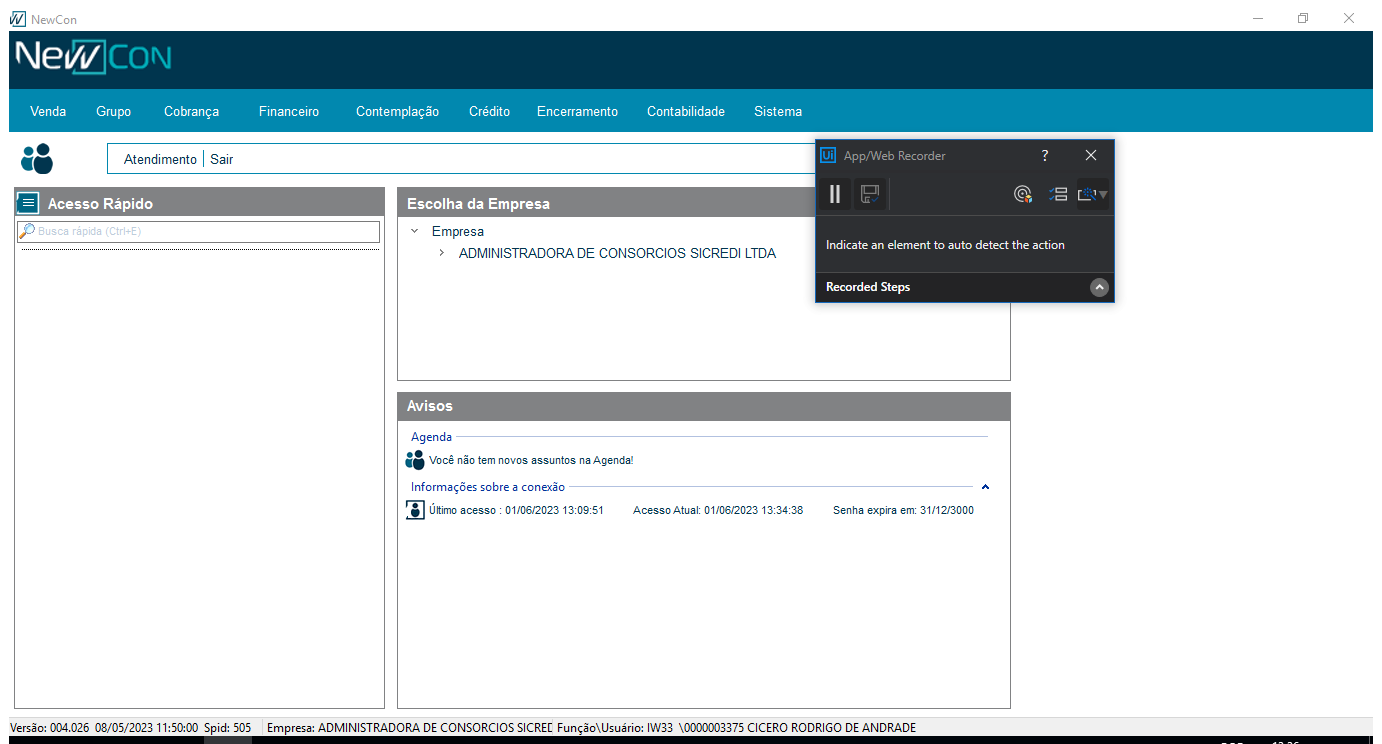 NewCon
NewCon
Venda Grupo Cobrança Financeiro Contemplação Crédito Encerramento Contabilidade Sistema
Atendimento Sair
Ui App/Web Recorder ?
Indicate an element to auto detect the action
Recorded Steps
Acesso Rápido
Busca rápida (Ctrl+E)
Escolha da Empresa
Empresa
ADMINISTRADORA DE CONSORCIOS SICREDI LTDA
Avisos
Agenda
Você não tem novos assuntos na Agenda!
Informações sobre a conexão
Último acesso : 01/06/2023 13:09:51 Acesso Atual: 01/06/2023 13:34:38 Senha expira em: 31/12/3000
Versão: 004.026 08/05/2023 11:50:00 Spid: 505 Empresa: ADMINISTRADORA DE CONSORCIOS SICREE Função\Usuário: IW33 \0000003375 CICERO RODRIGO DE ANDRADE